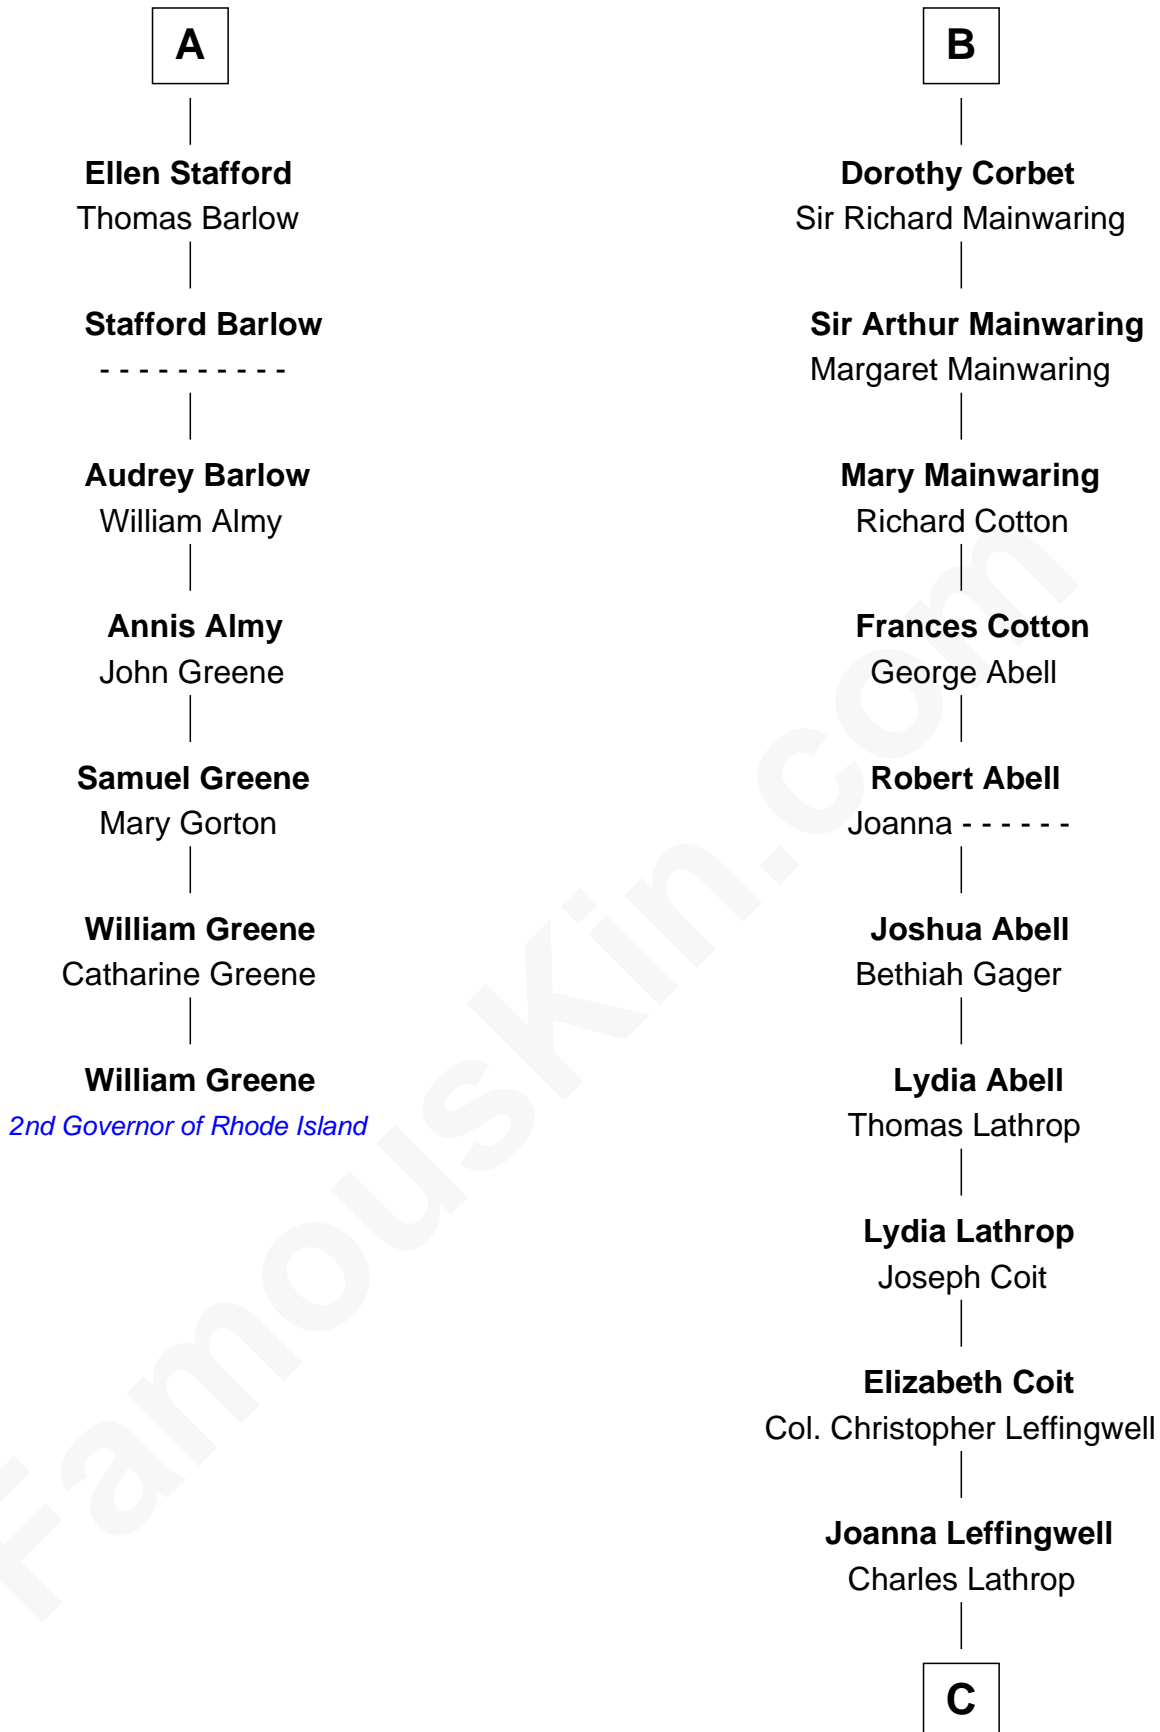 A
Ellen Stafford
Thomas Barlow
Stafford Barlow
- - - - - - - - - -
Audrey Barlow
William Almy
Annis Almy
John Greene
Samuel Greene
Mary Gorton
William Greene
Catharine Greene
William Greene
2nd Governor of Rhode Island
B
Dorothy Corbet
Sir Richard Mainwaring
Sir Arthur Mainwaring
Margaret Mainwaring
Mary Mainwaring
Richard Cotton
Frances Cotton
George Abell
Robert Abell
Joanna - - - - - -
Joshua Abell
Bethiah Gager
Lydia Abell
Thomas Lathrop
Lydia Lathrop
Joseph Coit
Elizabeth Coit
Col. Christopher Leffingwell
Joanna Leffingwell
Charles Lathrop
C
FamousKin.com